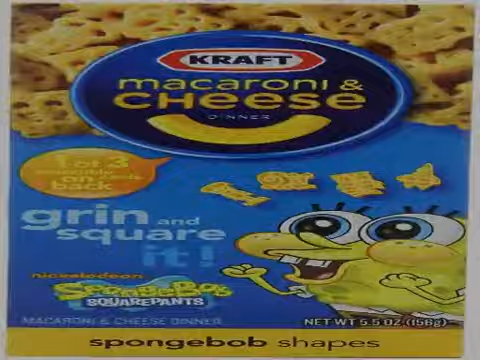 KRAFT
macaroni &
CHEESE
DINNER
1 of 3
on
back
grin and
square
it!
nickelodeon
SpongeBob
SQUAREPANTS
MACARONI & CHEESE DINNER
NET WT 5.5 OZ (156g)
spongebob shapes